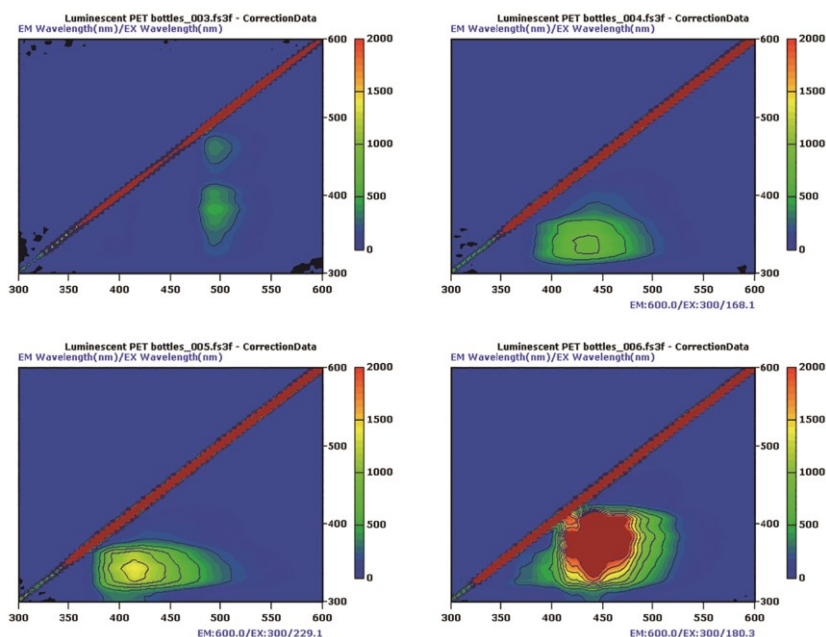 Luminescent PET bottles_003.fs3f - CorrectionData
EM Wavelength(nm)/EX Wavelength(nm)
600
500
400
300
2000
1500
1000
500
0
300 350 400 450 500 550 600
Luminescent PET bottles_004.fs3f - CorrectionData
EM Wavelength(nm)/EX Wavelength(nm)
600
500
400
300
2000
1500
1000
500
0
300 350 400 450 500 550 600
EM:600.0/EX:300/168.1
Luminescent PET bottles_005.fs3f - CorrectionData
EM Wavelength(nm)/EX Wavelength(nm)
600
500
400
300
2000
1500
1000
500
0
300 350 400 450 500 550 600
EM:600.0/EX:300/229.1
Luminescent PET bottles_006.fs3f - CorrectionData
EM Wavelength(nm)/EX Wavelength(nm)
600
500
400
300
2000
1500
1000
500
0
300 350 400 450 500 550 600
EM:600.0/EX:300/180.3